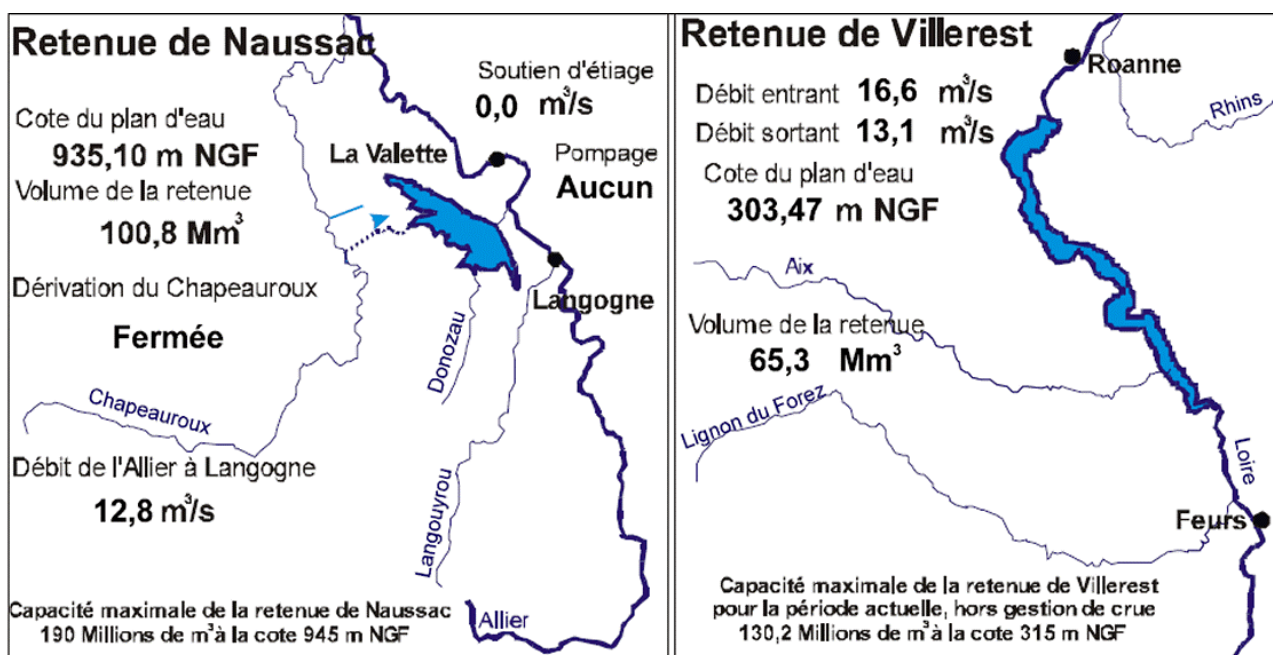 Retenue de Naussac
Soutien d'étiage
0,0 m³/s
Cote du plan d'eau
935,10 m NGF
La Valette
Pompage
Aucun
Volume de la retenue
100,8 Mm³
Dérivation du Chapeauroux
Fermée
Langogne
Donozau
Chapeauroux
Débit de l'Allier à Langogne
12,8 m³/s
Langouyrou
Capacité maximale de la retenue de Naussac
190 Millions de m³ à la cote 945 m NGF
Allier
Retenue de Villerest
Roanne
Débit entrant 16,6 m³/s
Rhins
Débit sortant 13,1 m³/s
Cote du plan d'eau
303,47 m NGF
Aix
Volume de la retenue
65,3 Mm³
Lignon du Forez
Loire
Feurs
Capacité maximale de la retenue de Villerest
pour la période actuelle, hors gestion de crue
130,2 Millions de m³ à la cote 315 m NGF